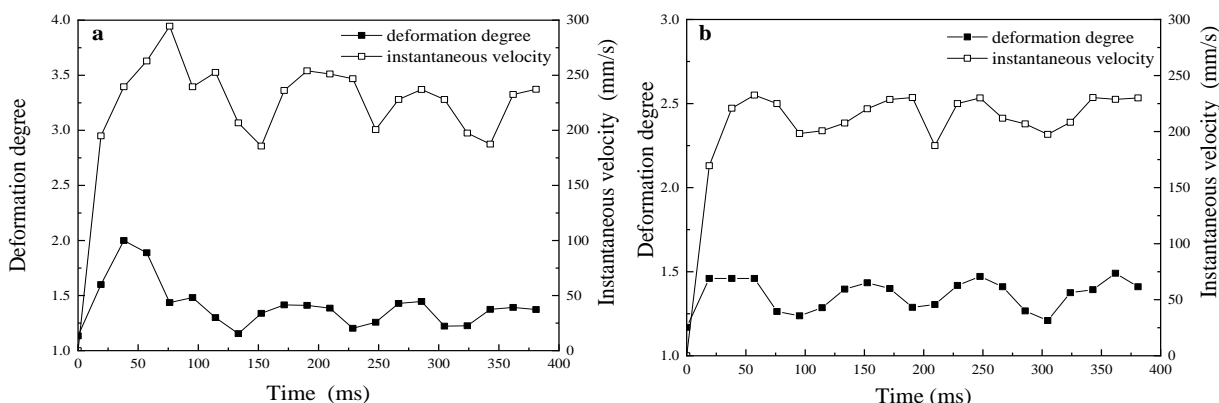 a
deformation degree
instantaneous velocity
4.0
3.5
3.0
2.5
2.0
1.5
1.0
Deformation degree
300
250
200
150
100
50
0
Instantaneous velocity (mm/s)
0 50 100 150 200 250 300 350 400
Time (ms)
b
deformation degree
instantaneous velocity
3.0
2.5
2.0
1.5
1.0
Deformation degree
300
250
200
150
100
50
0
Instantaneous velocity (mm/s)
0 50 100 150 200 250 300 350 400
Time (ms)